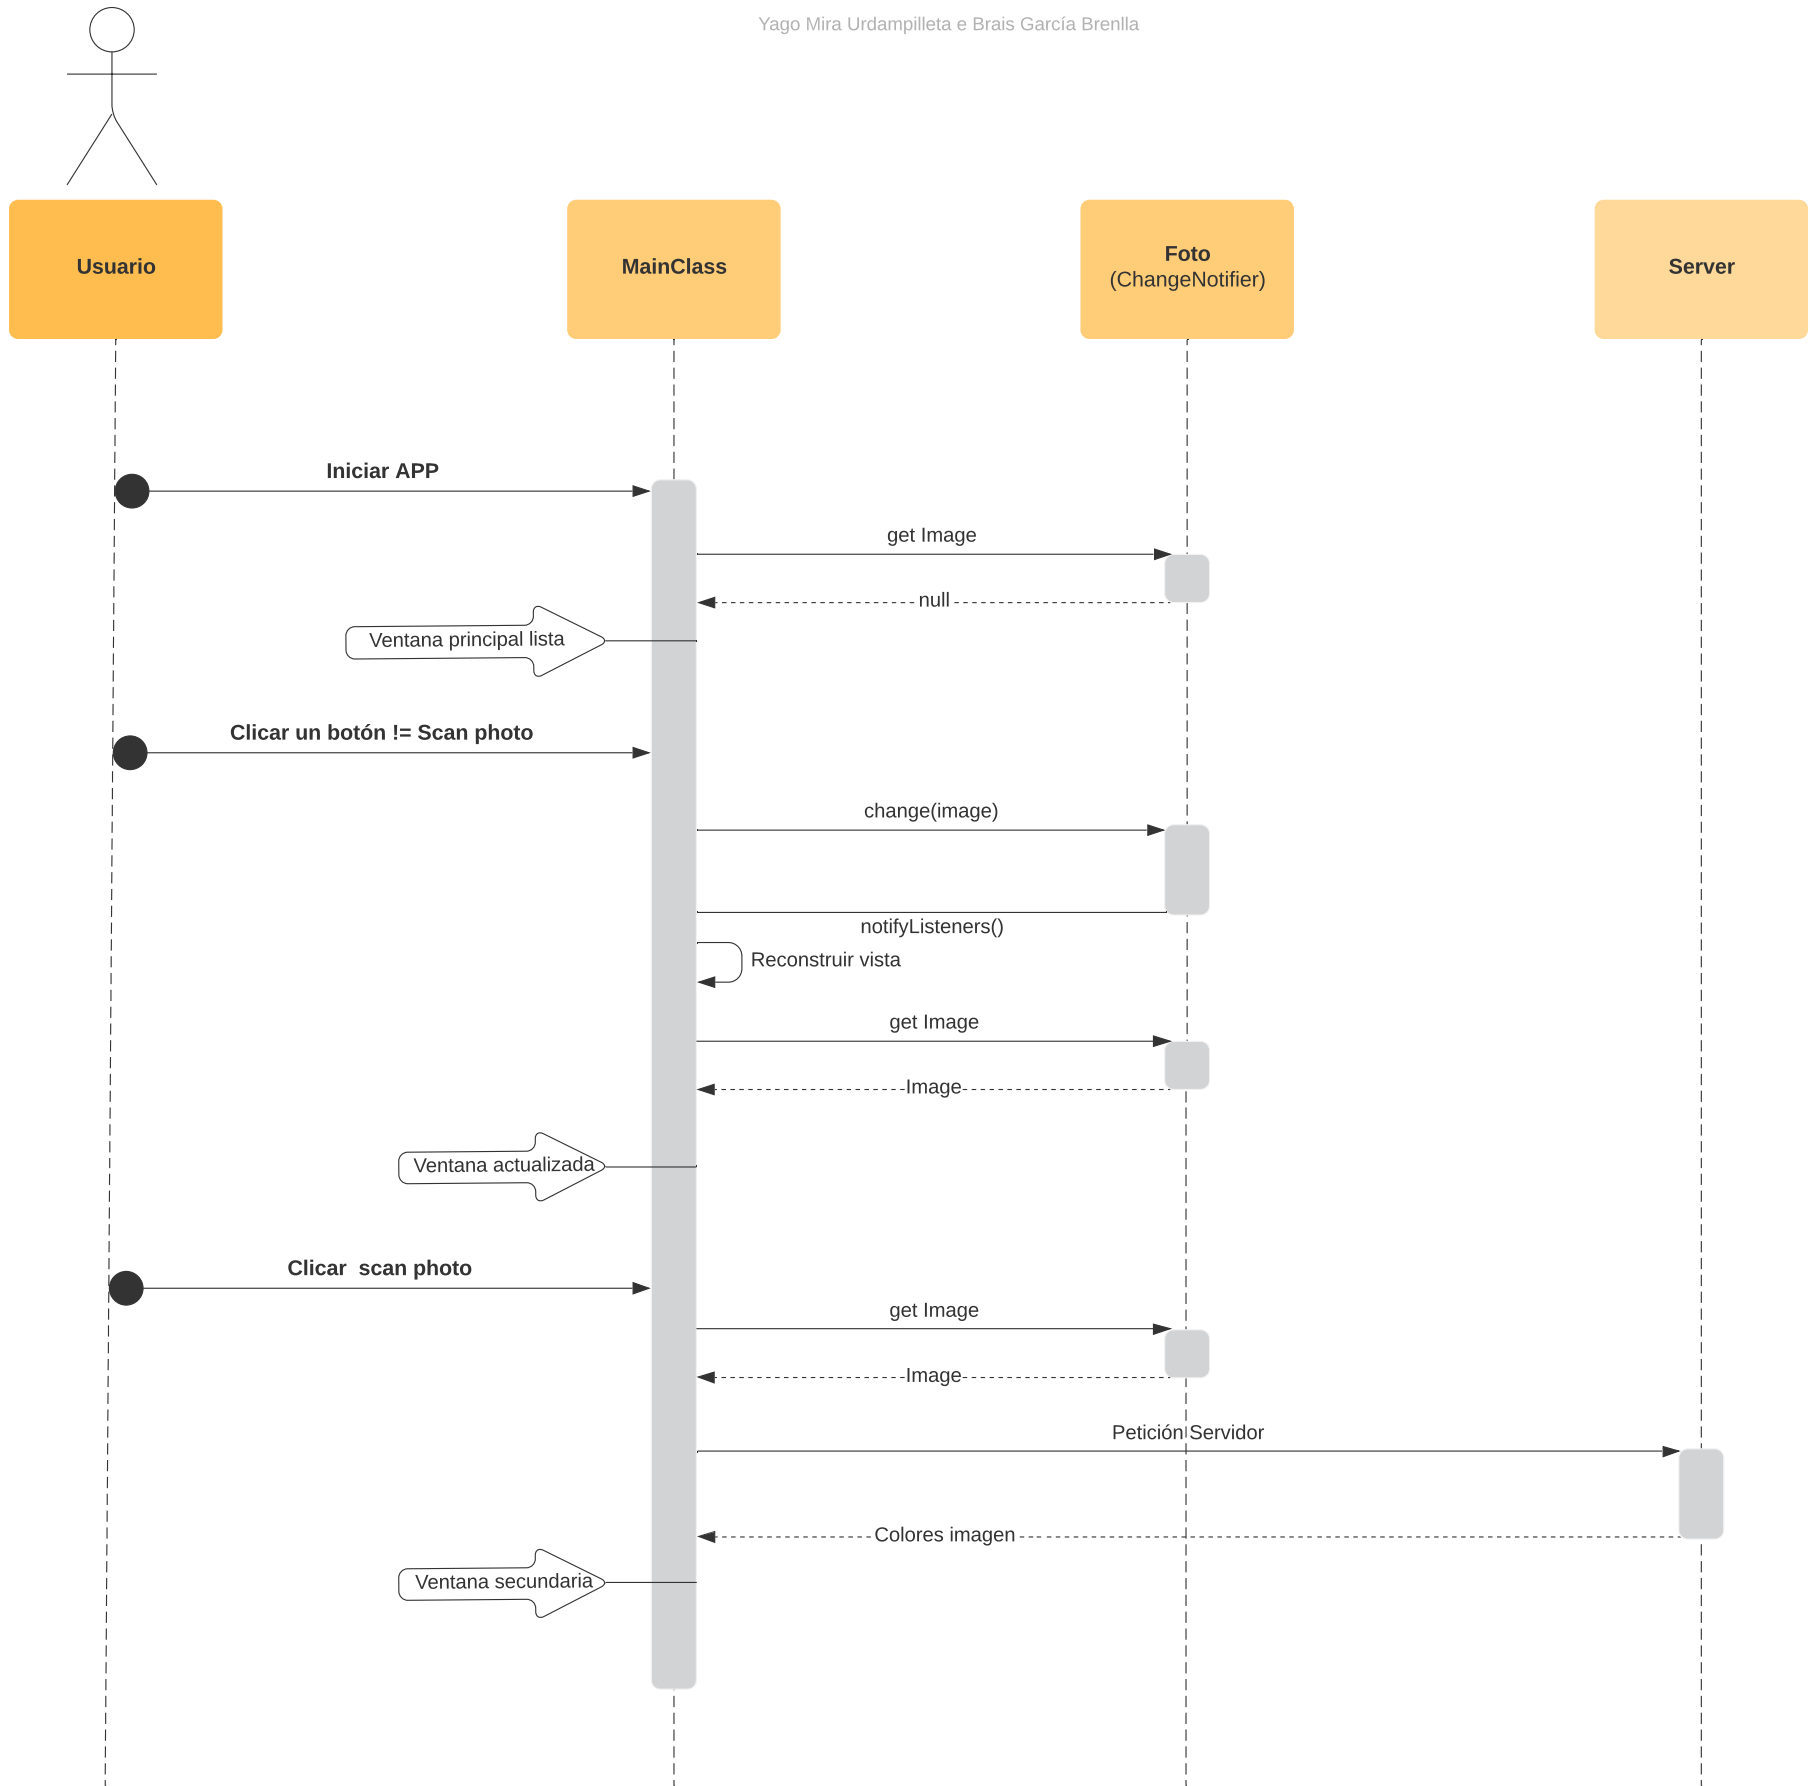 Yago Mira Urdampilleta e Brais García Brenlla
Usuario
MainClass
Foto
(ChangeNotifier)
Server
Iniciar APP
get Image
null
Ventana principal lista
Clicar un botón != Scan photo
change(image)
notifyListeners()
Reconstruir vista
get Image
Image
Ventana actualizada
Clicar  scan photo
get Image
Image
Petición Servidor
Colores imagen
Ventana secundaria